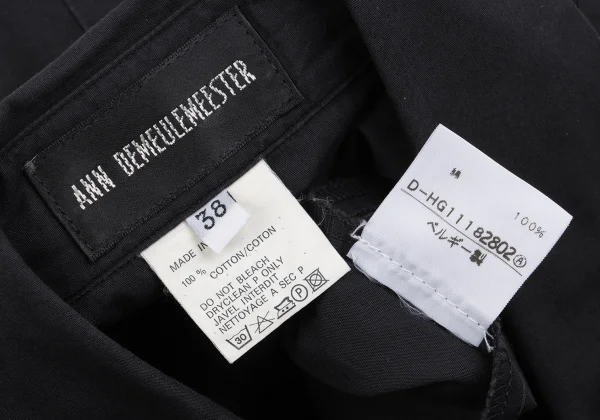 ANN DEMEULEMEESTER
38
MADE IN
100 % COTTON/COTON
DO NOT BLEACH
DRYCLEAN A ONLY
JAVEL INTERDIT
NETTOYAGE A SEC P
30
P
綿 100%
D-HG11182802④
ベルギー製